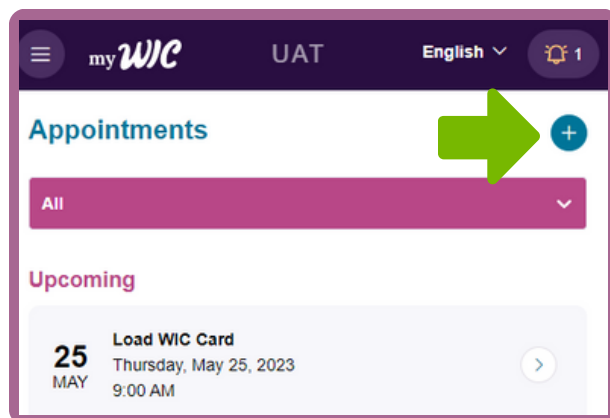 my WIC UAT English 1
Appointments
All
Upcoming
25
MAY
Load WIC Card
Thursday, May 25, 2023
9:00 AM